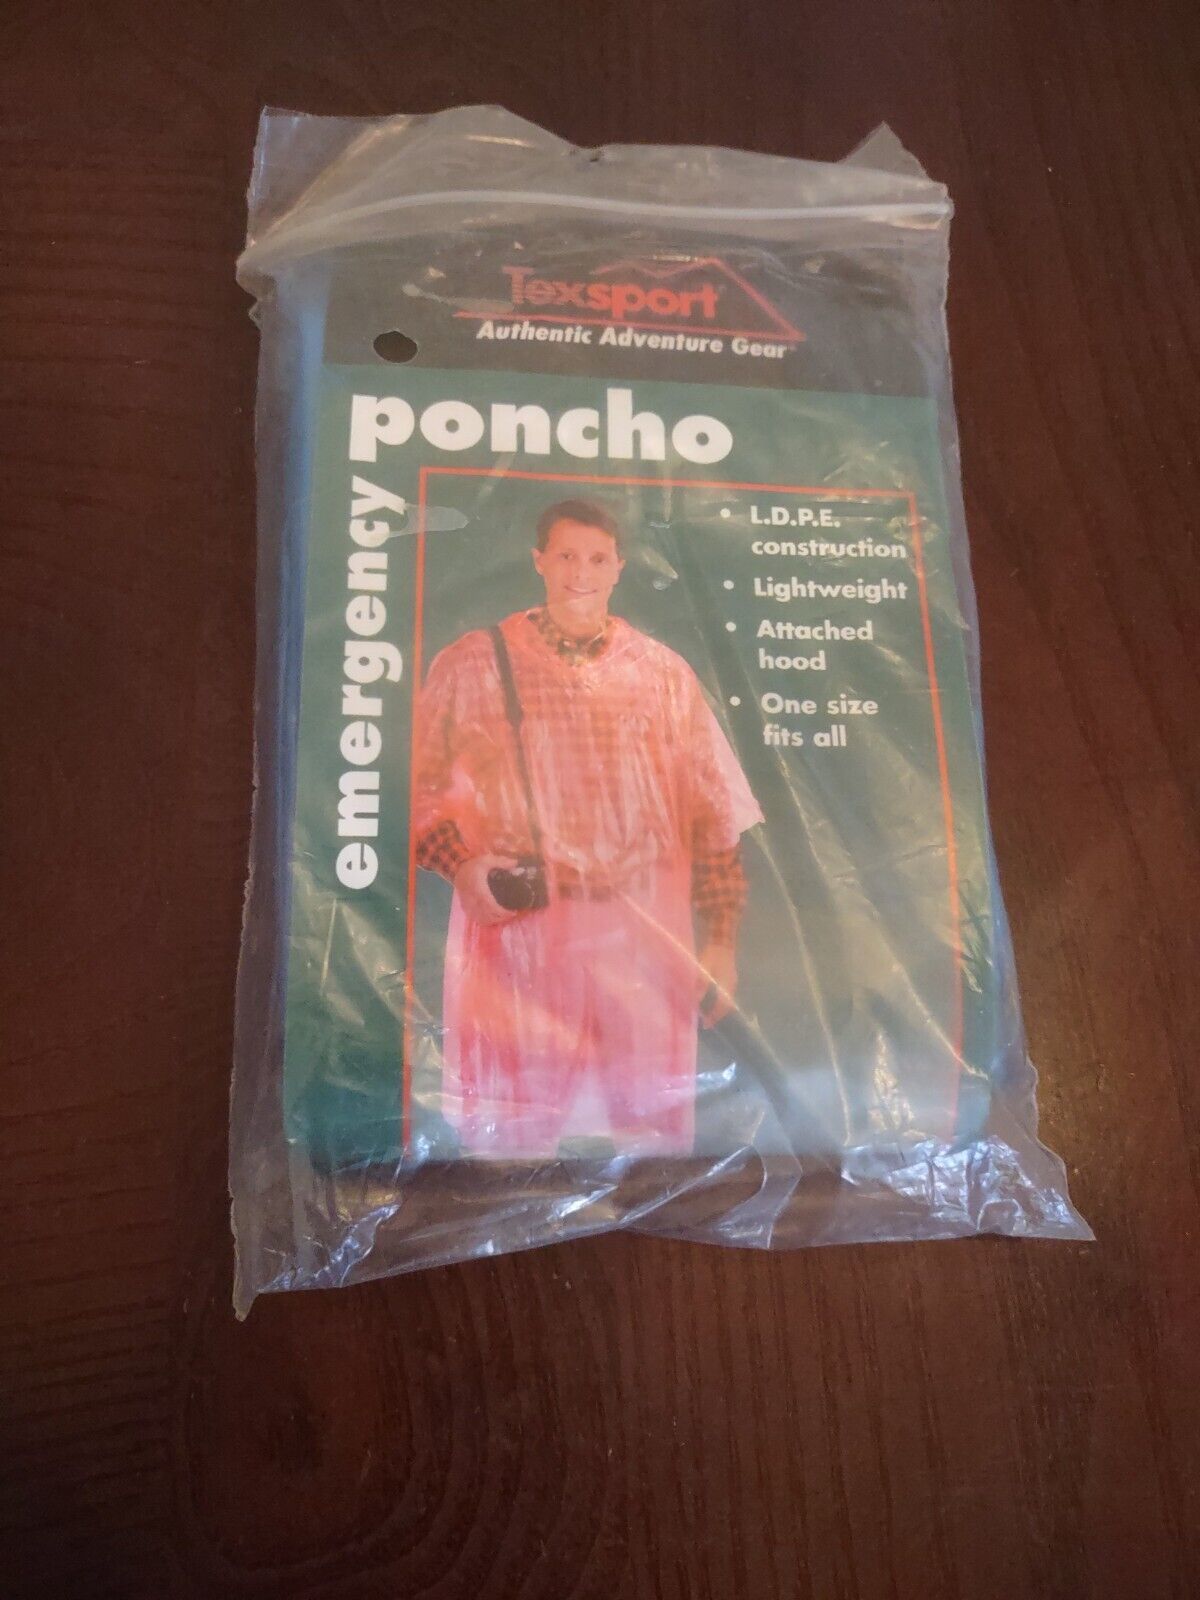 Texsport
Authentic Adventure Gear
emergency
poncho
• L.D.P.E.
construction
• Lightweight
• Attached
hood
• One size
fits all